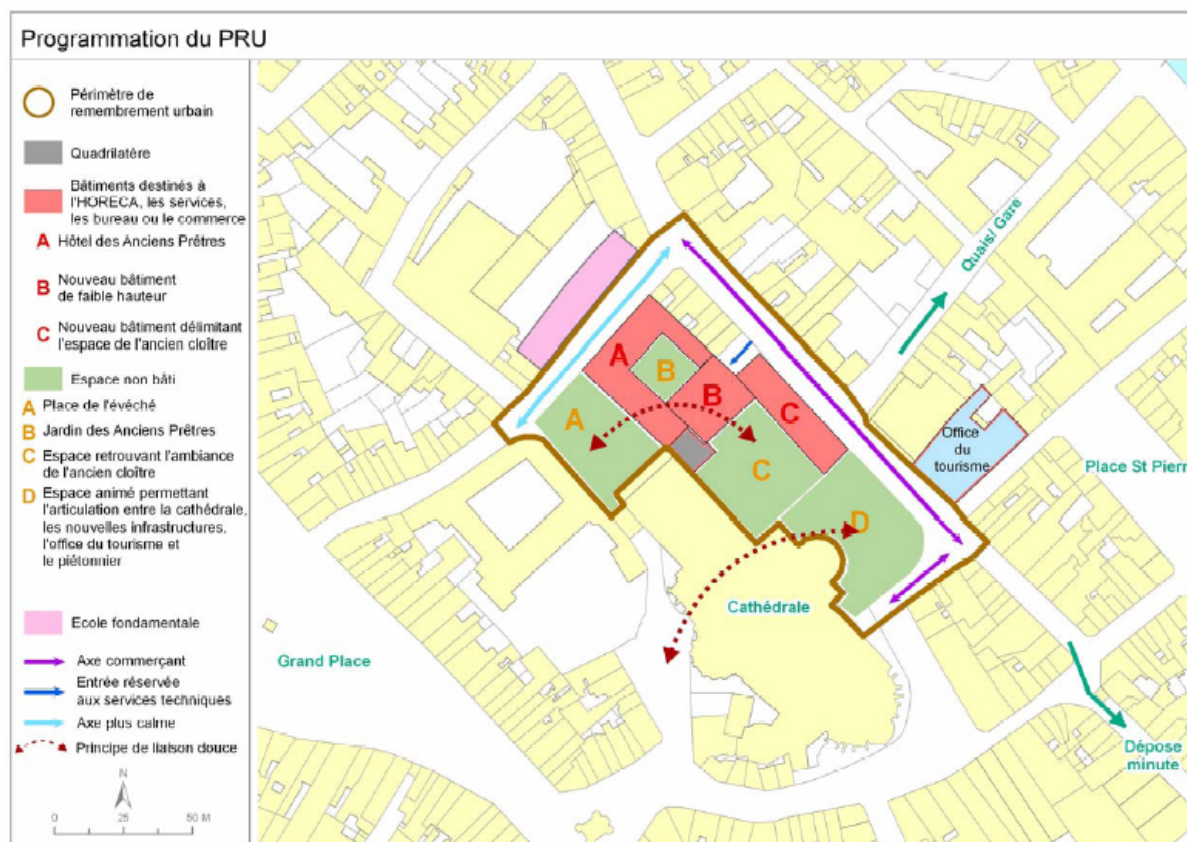 Programmation du PRU
Périmètre de
remembrement urbain
Quadrilatère
Bâtiments destinés à
l'HORECA, les services,
les bureau ou le commerce
A Hôtel des Anciens Prêtres
B Nouveau bâtiment
de faible hauteur
C Nouveau bâtiment délimitant
l'espace de l'ancien cloître
Espace non bâti
A Place de l'évéché
B Jardin des Anciens Prêtres
C Espace retrouvant l'ambiance
de l'ancien cloître
D Espace animé permettant
l'articulation entre la cathédrale,
les nouvelles infrastructures,
l'office du tourisme et
le piétonnier
Ecole fondamentale
Axe commerçant
Entrée réservée
aux services techniques
Axe plus calme
Principe de liaison douce
N
0 25 50 M
Quais/ Gare
A
B
B
C
A
C
D
Office
du
tourisme
Place St Pierr
Cathédrale
Grand Place
Dépose
minute